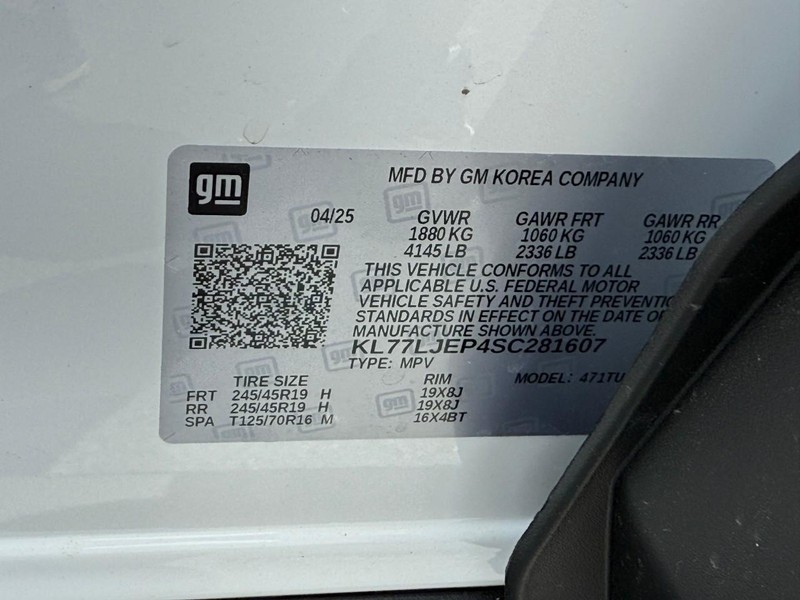 gm
MFD BY GM KOREA COMPANY
04/25 GVWR GAWR FRT GAWR RR
1880 KG 1060 KG 1060 KG
4145 LB 2336 LB 2336 LB
THIS VEHICLE CONFORMS TO ALL
APPLICABLE U.S. FEDERAL MOTOR
VEHICLE SAFETY AND THEFT PREVENTIO
STANDARDS IN EFFECT ON THE DATE OF
MANUFACTURE SHOWN ABOVE.
KL77LJEP4SC281607
TYPE: MPV MODEL: 471TU
TIRE SIZE RIM
FRT 245/45R19 H 19X8J
RR 245/45R19 H 19X8J
SPA T125/70R16 M 16X4BT